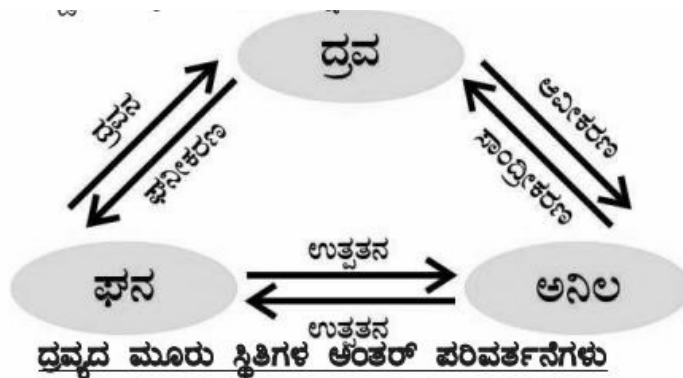 ದ್ರವ
ದ್ರವನ
ಘನೀಕರಣ
ಆವೀಕರಣ
ಸಾಂದ್ರೀಕರಣ
ಉತ್ಪತನ
ಘನ
ಅನಿಲ
ಉತ್ಪತನ
ದ್ರವ್ಯದ ಮೂರು ಸ್ಥಿತಿಗಳ ಅಂತರ್ ಪರಿವರ್ತನೆಗಳು